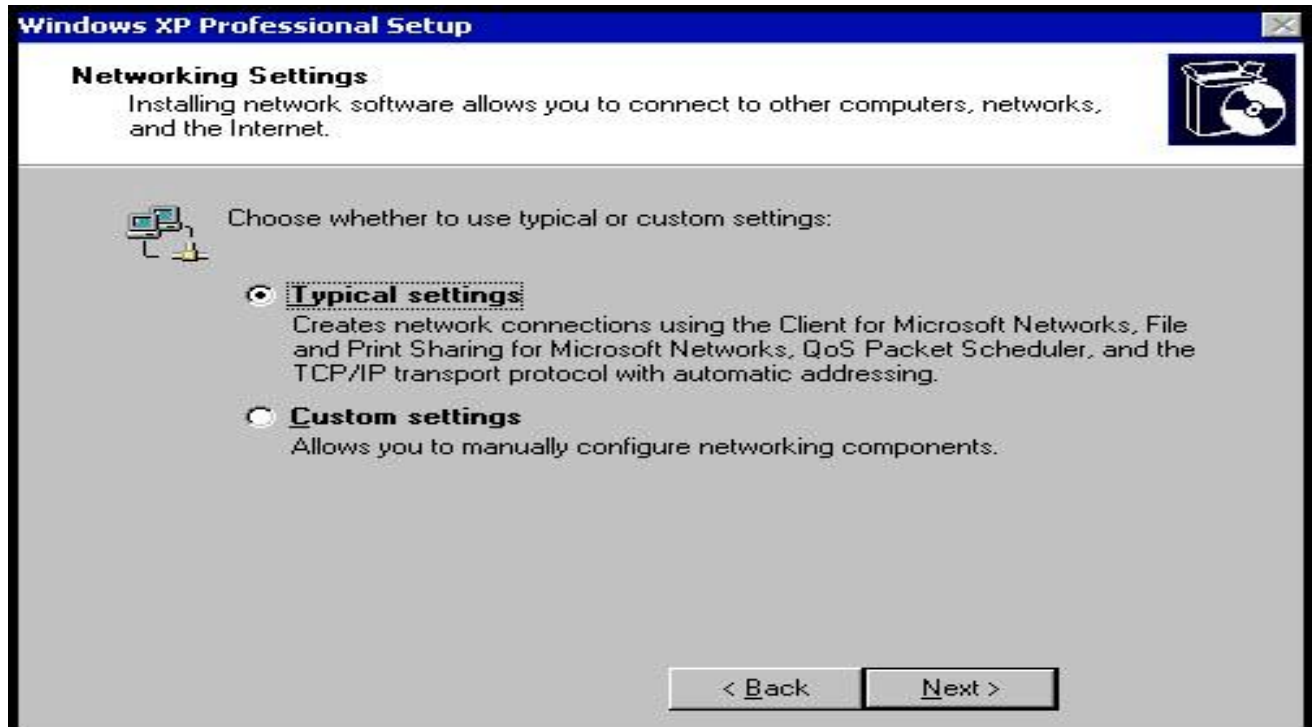 Windows XP Professional Setup
Networking Settings
Installing network software allows you to connect to other computers, networks,
and the Internet.
Choose whether to use typical or custom settings:
Typical settings
Creates network connections using the Client for Microsoft Networks, File
and Print Sharing for Microsoft Networks, QoS Packet Scheduler, and the
TCP/IP transport protocol with automatic addressing.
Custom settings
Allows you to manually configure networking components.
< Back Next >